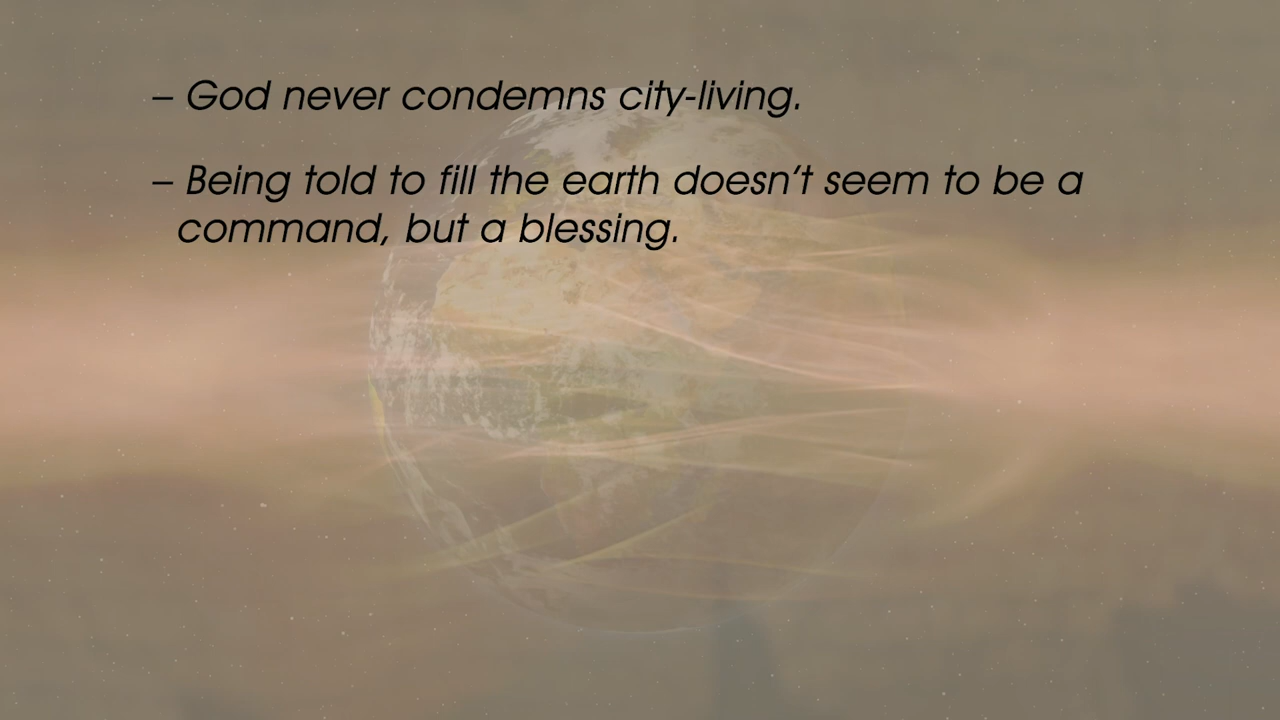 – God never condemns city-living.
– Being told to fill the earth doesn’t seem to be a
command, but a blessing.